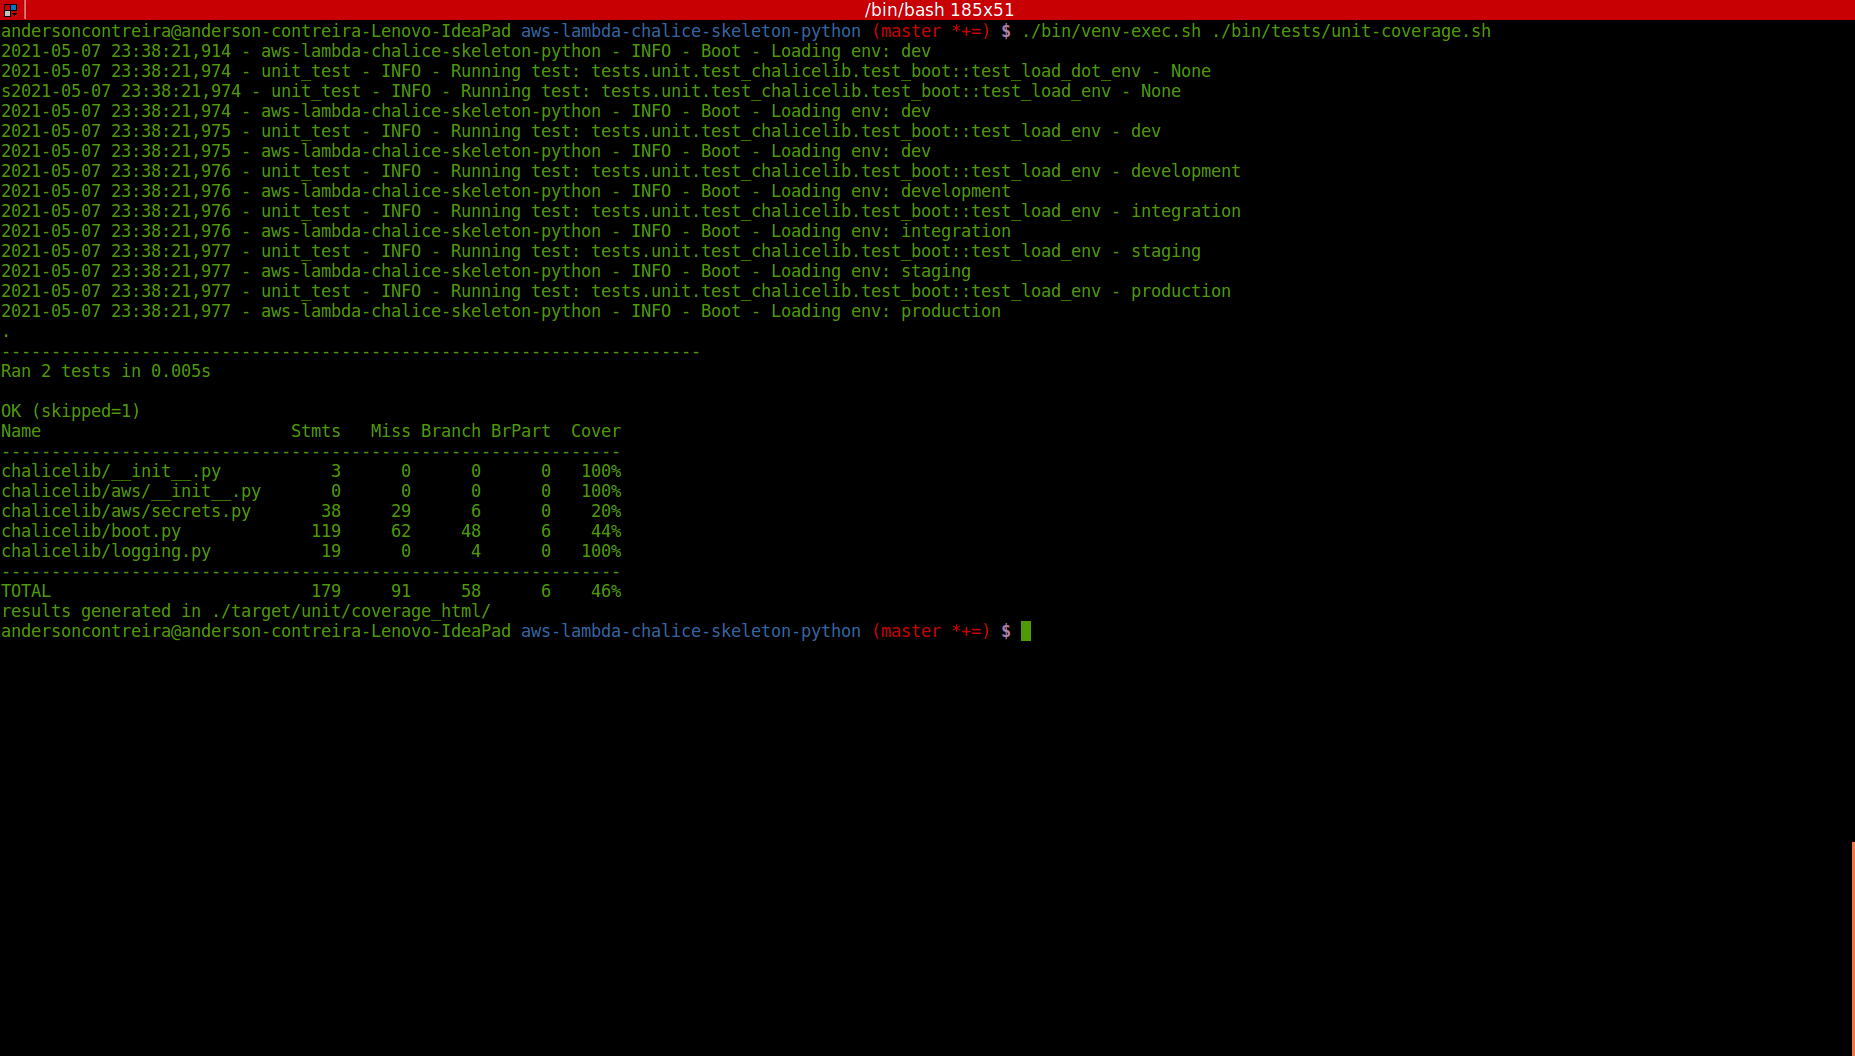 /bin/bash 185x51
andersoncontreira@anderson-contreira-Lenovo-IdeaPad aws-lambda-chalice-skeleton-python (master *+=) $ ./bin/venv-exec.sh ./bin/tests/unit-coverage.sh
2021-05-07 23:38:21,914 - aws-lambda-chalice-skeleton-python - INFO - Boot - Loading env: dev
2021-05-07 23:38:21,974 - unit_test - INFO - Running test: tests.unit.test_chalicelib.test_boot::test_load_dot_env - None
s2021-05-07 23:38:21,974 - unit_test - INFO - Running test: tests.unit.test_chalicelib.test_boot::test_load_env - None
2021-05-07 23:38:21,974 - aws-lambda-chalice-skeleton-python - INFO - Boot - Loading env: dev
2021-05-07 23:38:21,975 - unit_test - INFO - Running test: tests.unit.test_chalicelib.test_boot::test_load_env - dev
2021-05-07 23:38:21,975 - aws-lambda-chalice-skeleton-python - INFO - Boot - Loading env: dev
2021-05-07 23:38:21,976 - unit_test - INFO - Running test: tests.unit.test_chalicelib.test_boot::test_load_env - development
2021-05-07 23:38:21,976 - aws-lambda-chalice-skeleton-python - INFO - Boot - Loading env: development
2021-05-07 23:38:21,976 - unit_test - INFO - Running test: tests.unit.test_chalicelib.test_boot::test_load_env - integration
2021-05-07 23:38:21,976 - aws-lambda-chalice-skeleton-python - INFO - Boot - Loading env: integration
2021-05-07 23:38:21,977 - unit_test - INFO - Running test: tests.unit.test_chalicelib.test_boot::test_load_env - staging
2021-05-07 23:38:21,977 - aws-lambda-chalice-skeleton-python - INFO - Boot - Loading env: staging
2021-05-07 23:38:21,977 - unit_test - INFO - Running test: tests.unit.test_chalicelib.test_boot::test_load_env - production
2021-05-07 23:38:21,977 - aws-lambda-chalice-skeleton-python - INFO - Boot - Loading env: production
.
----------------------------------------------------------------------
Ran 2 tests in 0.005s

OK (skipped=1)
Name                         Stmts   Miss Branch BrPart  Cover
--------------------------------------------------------------
chalicelib/__init__.py           3      0      0      0   100%
chalicelib/aws/__init__.py       0      0      0      0   100%
chalicelib/aws/secrets.py       38     29      6      0    20%
chalicelib/boot.py             119     62     48      6    44%
chalicelib/logging.py           19      0      4      0   100%
--------------------------------------------------------------
TOTAL                          179     91     58      6    46%
results generated in ./target/unit/coverage_html/
andersoncontreira@anderson-contreira-Lenovo-IdeaPad aws-lambda-chalice-skeleton-python (master *+=) $